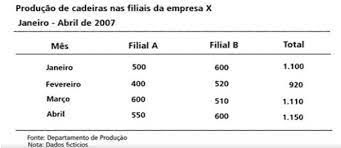 Produção de cadeiras nas filiais da empresa X
Janeiro - Abril de 2007
Mês Filial A Filial B Total
Janeiro 500 600 1.100
Fevereiro 400 520 920
Março 600 510 1.110
Abril 550 600 1.150
Fonte: Departamento de Produção
Nota: Dados fictícios